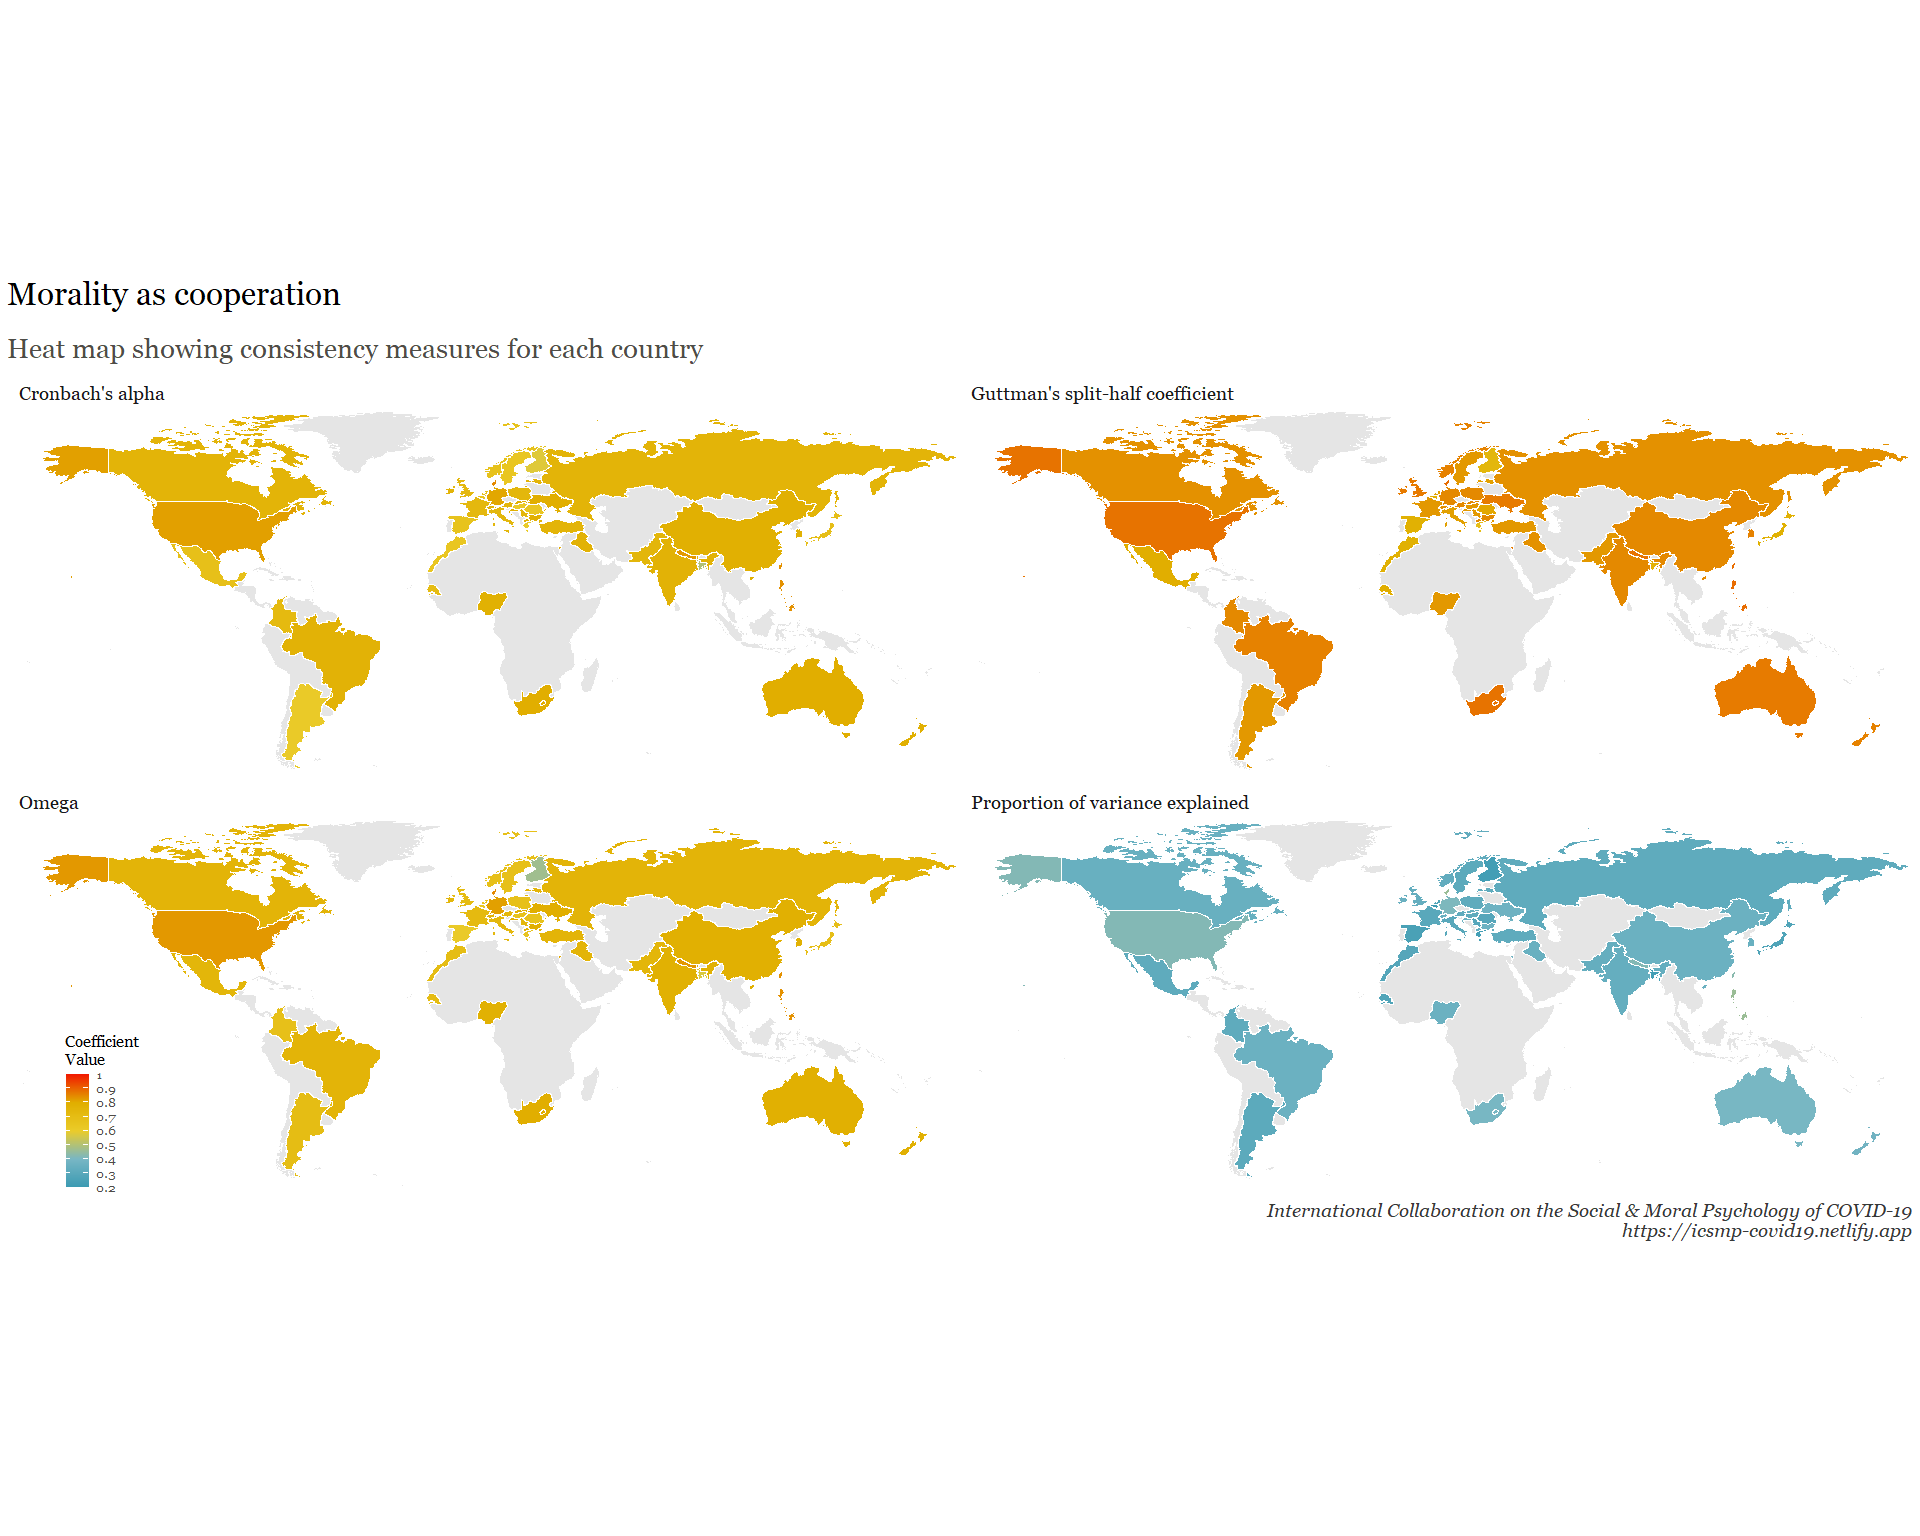 Morality as cooperation
Heat map showing consistency measures for each country
Cronbach's alpha
Guttman's split-half coefficient
Omega
Proportion of variance explained
Coefficient
Value
1
0.9
0.8
0.7
0.6
0.5
0.4
0.3
0.2
International Collaboration on the Social & Moral Psychology of COVID-19
https://icsmp-covid19.netlify.app